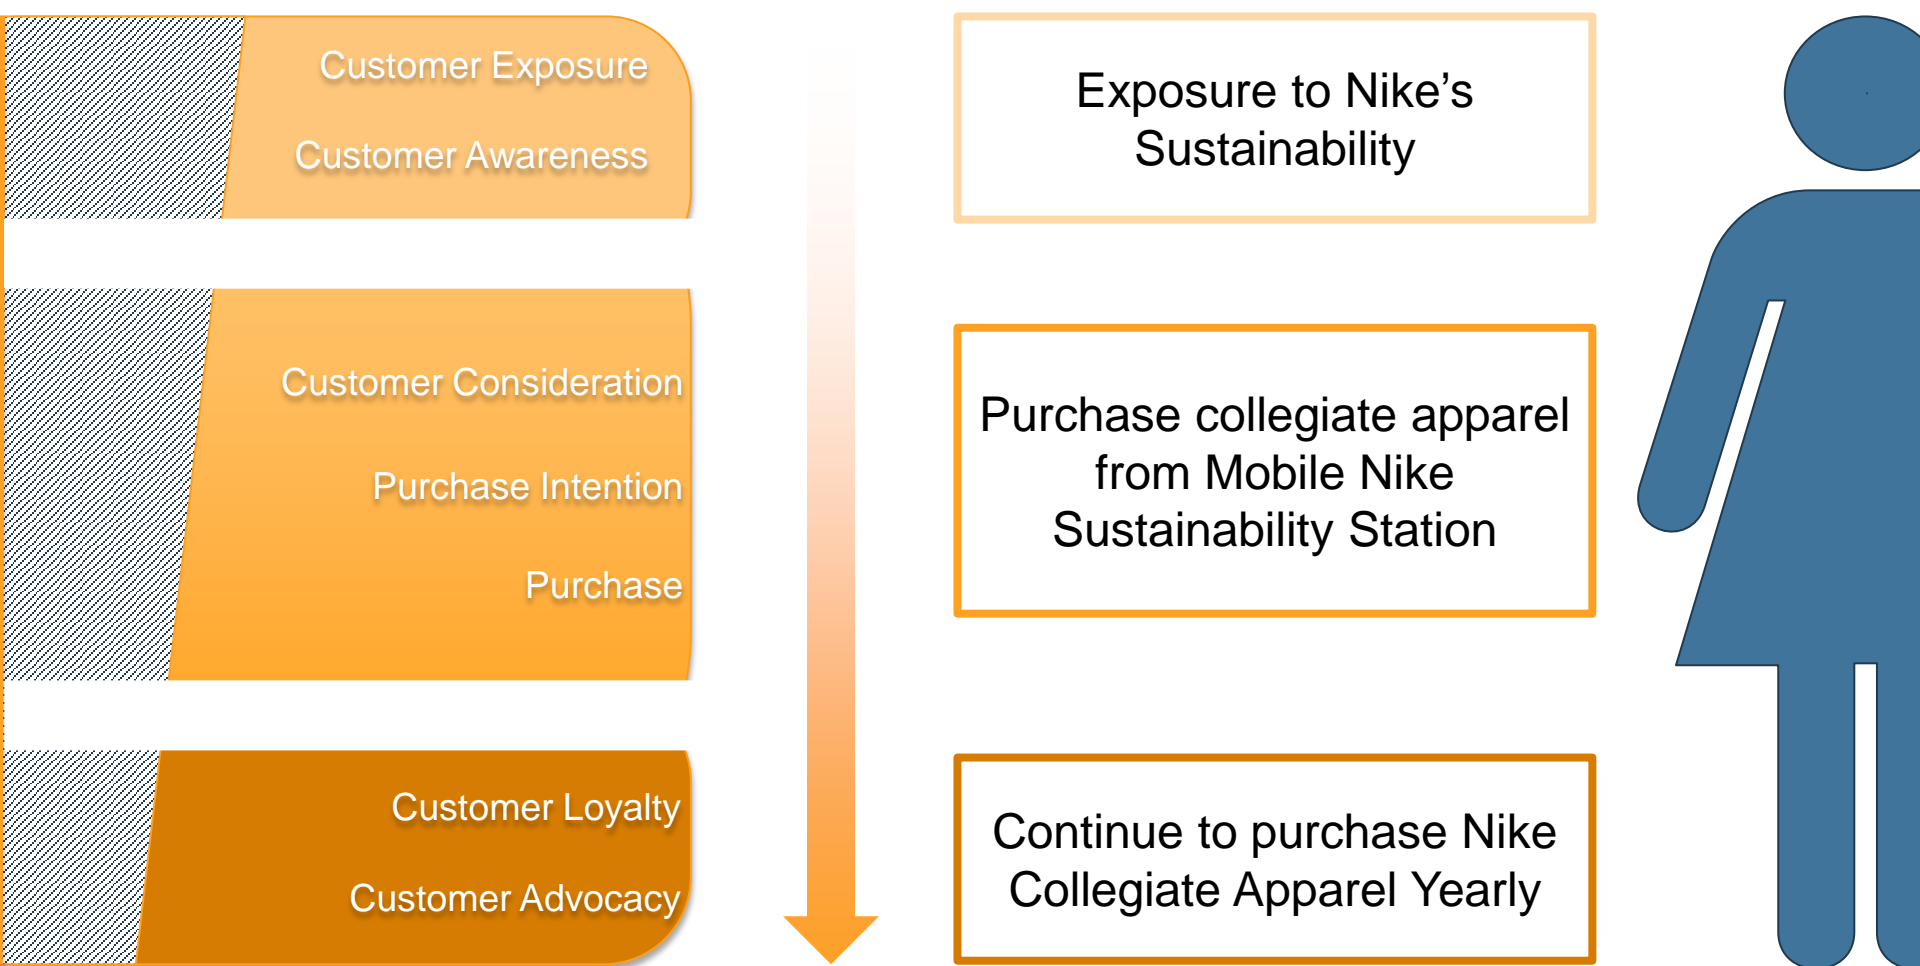 Customer Exposure
Customer Awareness
Exposure to Nike’s
Sustainability
Customer Consideration
Purchase Intention
Purchase
Purchase collegiate apparel
from Mobile Nike
Sustainability Station
Customer Loyalty
Customer Advocacy
Continue to purchase Nike
Collegiate Apparel Yearly